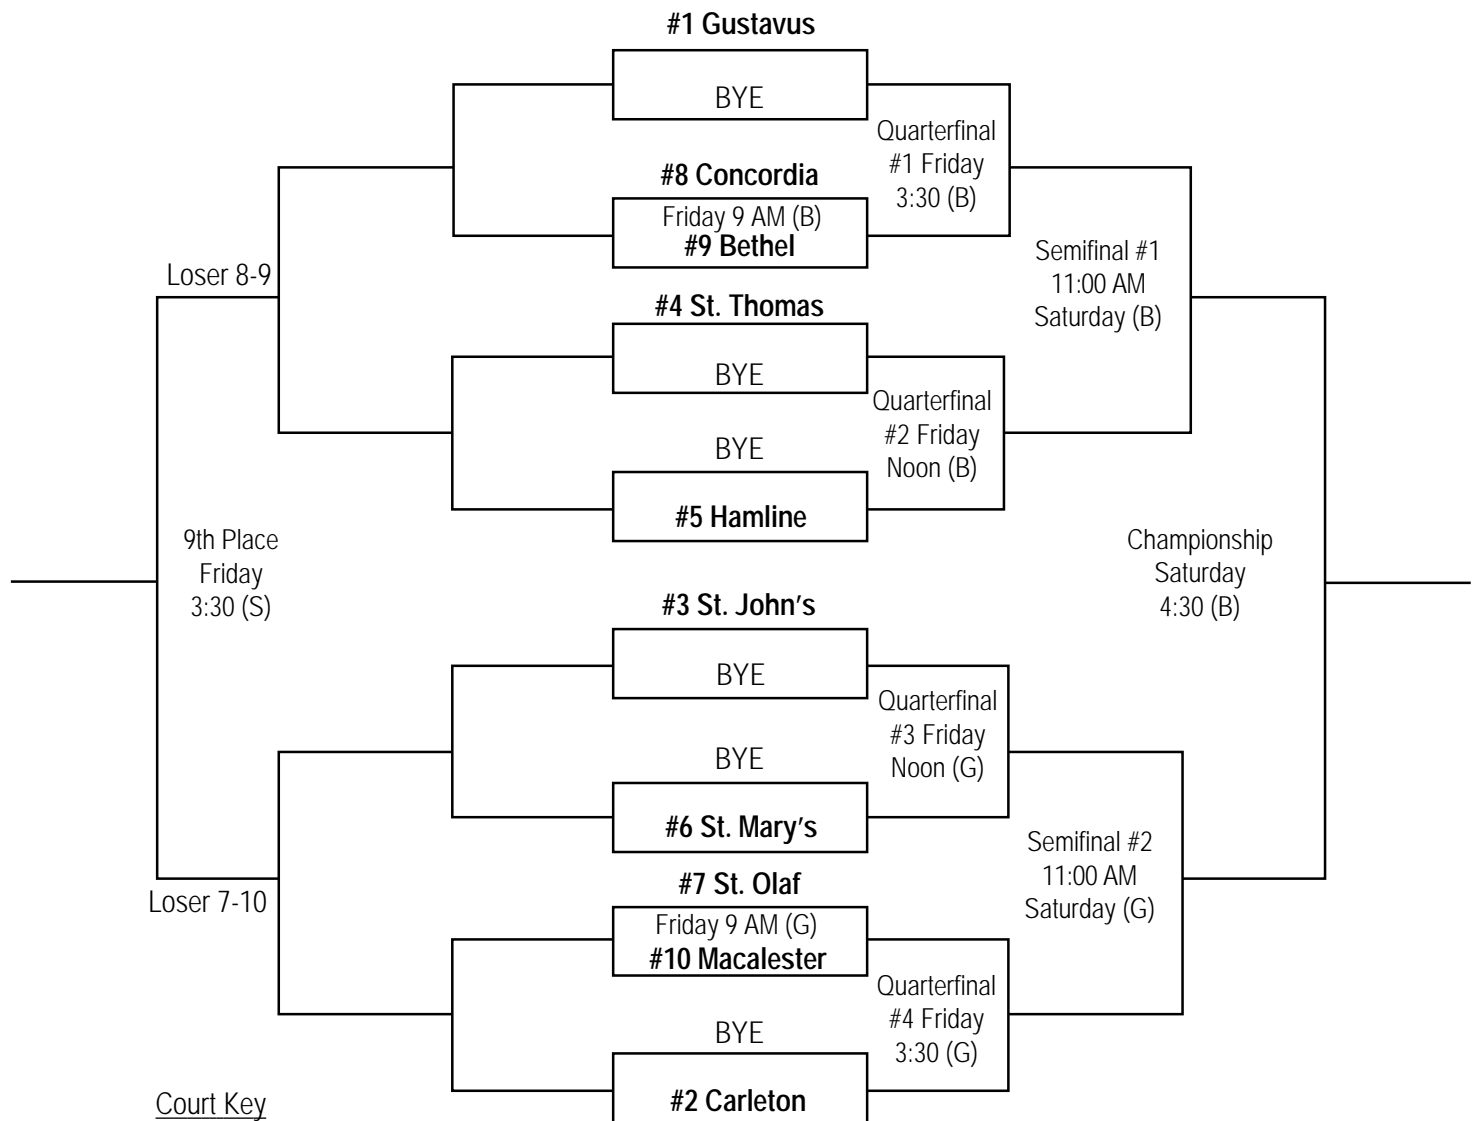 #1 Gustavus
BYE
Quarterfinal
#1 Friday
3:30 (B)
#8 Concordia
Friday 9 AM (B)
#9 Bethel
Semifinal #1
11:00 AM
Saturday (B)
Loser 8-9
#4 St. Thomas
BYE
Quarterfinal
#2 Friday
Noon (B)
BYE
#5 Hamline
9th Place
Friday
3:30 (S)
Championship
Saturday
4:30 (B)
#3 St. John's
BYE
Quarterfinal
#3 Friday
Noon (G)
BYE
#6 St. Mary's
Semifinal #2
11:00 AM
Saturday (G)
Loser 7-10
#7 St. Olaf
Friday 9 AM (G)
#10 Macalester
Quarterfinal
#4 Friday
3:30 (G)
BYE
#2 Carleton
Court Key